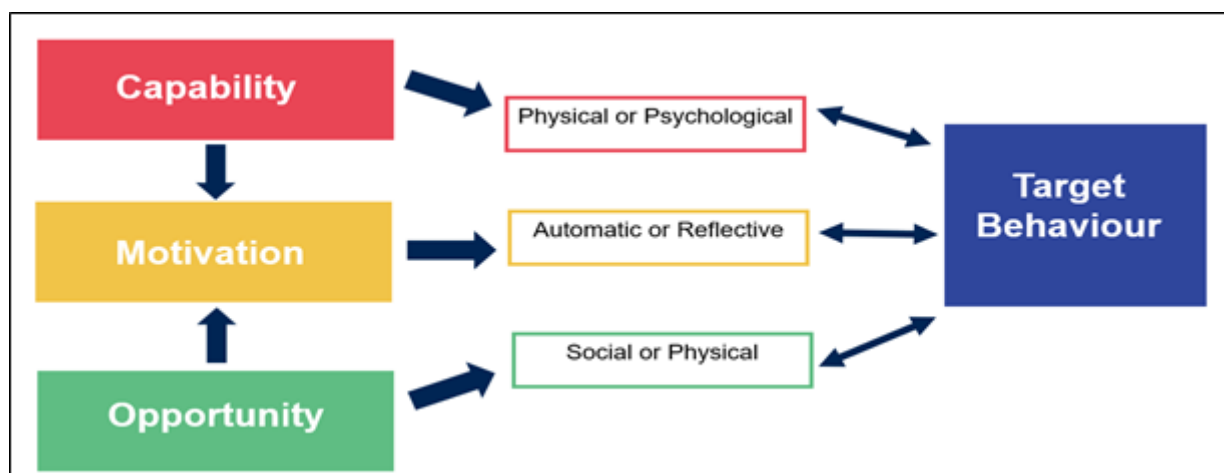 Capability
Physical or Psychological
Motivation
Automatic or Reflective
Target
Behaviour
Opportunity
Social or Physical